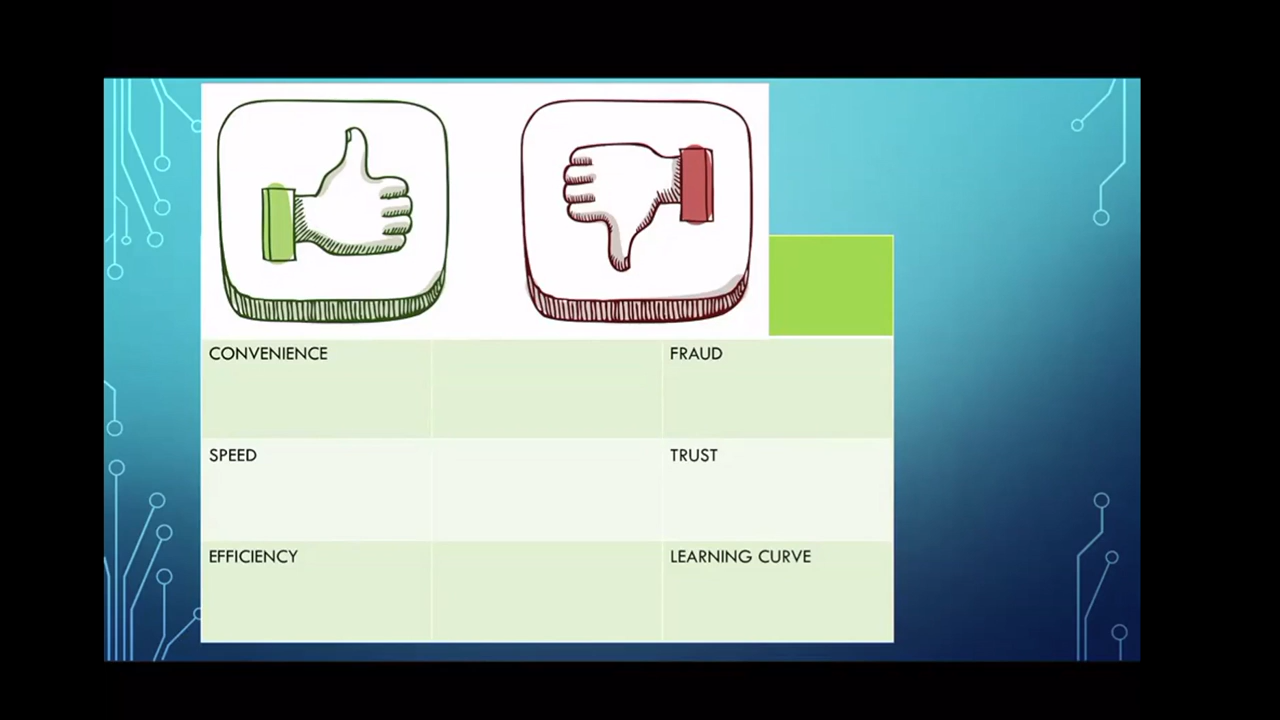 CONVENIENCE
FRAUD
SPEED
TRUST
EFFICIENCY
LEARNING CURVE